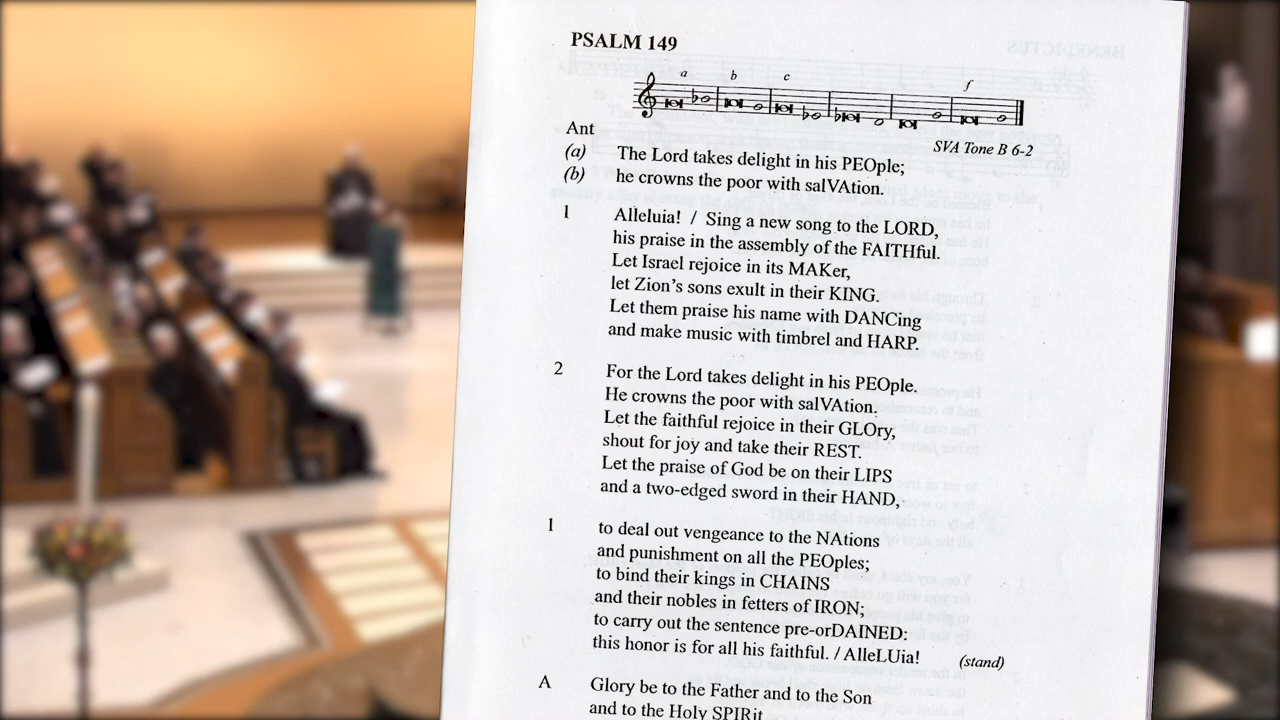 PSALM 149
a b c f
SVA Tone B 6-2
Ant
(a) The Lord takes delight in his PEOple;
(b) he crowns the poor with salVAtion.
1 Alleluia! / Sing a new song to the LORD,
his praise in the assembly of the FAITHful.
Let Israel rejoice in its MAKer,
let Zion's sons exult in their KING.
Let them praise his name with DANCing
and make music with timbrel and HARP.
2 For the Lord takes delight in his PEOple.
He crowns the poor with salVAtion.
Let the faithful rejoice in their GLOry,
shout for joy and take their REST.
Let the praise of God be on their LIPS
and a two-edged sword in their HAND,
1 to deal out vengeance to the NAtions
and punishment on all the PEOples;
to bind their kings in CHAINS
and their nobles in fetters of IRON;
to carry out the sentence pre-orDAINED:
this honor is for all his faithful. / AlleLUia! (stand)
A Glory be to the Father and to the Son
and to the Holy SPIRit